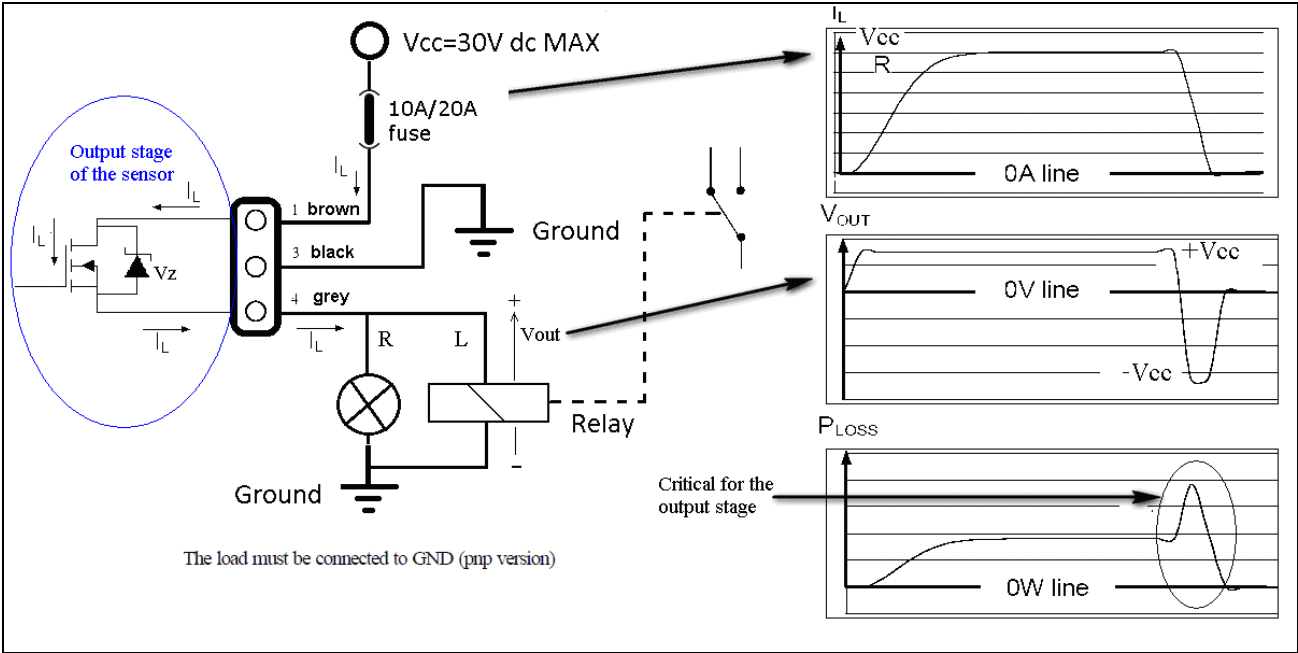 Vcc=30V dc MAX
10A/20A
fuse
Output stage
of the sensor
IL
IL
1 brown
IL
Vz
3 black
Ground
4 grey
IL
IL
R
L
+
Vout
-
Relay
Ground
The load must be connected to GND (pnp version)
IL
Vcc
R
0A line
VOUT
+Vcc
0V line
-Vcc
PLOSS
Critical for the
output stage
0W line